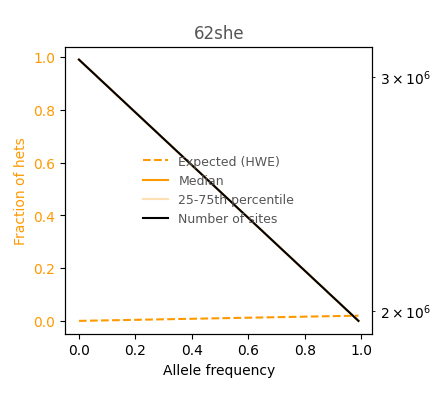 62she
1.0
0.8
0.6
0.4
0.2
0.0
Fraction of hets
3 × 10⁶
2 × 10⁶
Expected (HWE)
Median
25-75th percentile
Number of sites
0.0 0.2 0.4 0.6 0.8 1.0
Allele frequency